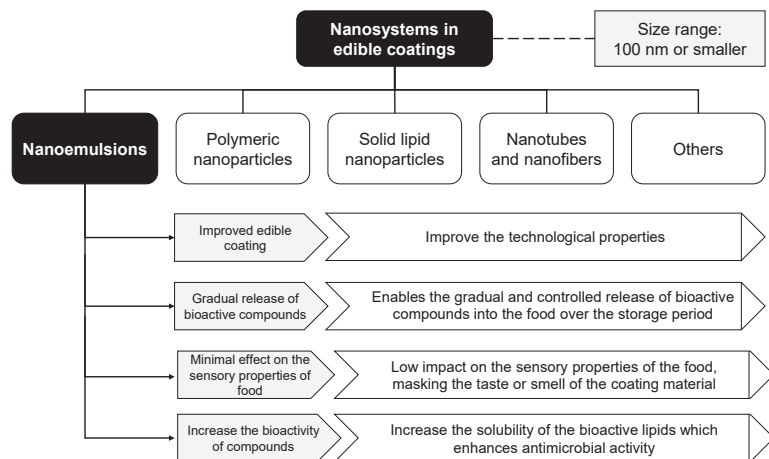 Nanosystems in
edible coatings
Size range:
100 nm or smaller
Nanoemulsions
Polymeric
nanoparticles
Solid lipid
nanoparticles
Nanotubes
and nanofibers
Others
Improved edible
coating
Improve the technological properties
Gradual release of
bioactive compounds
Enables the gradual and controlled release of bioactive
compounds into the food over the storage period
Minimal effect on the
sensory properties of
food
Low impact on the sensory properties of the food,
masking the taste or smell of the coating material
Increase the bioactivity
of compounds
Increase the solubility of the bioactive lipids which
enhances antimicrobial activity